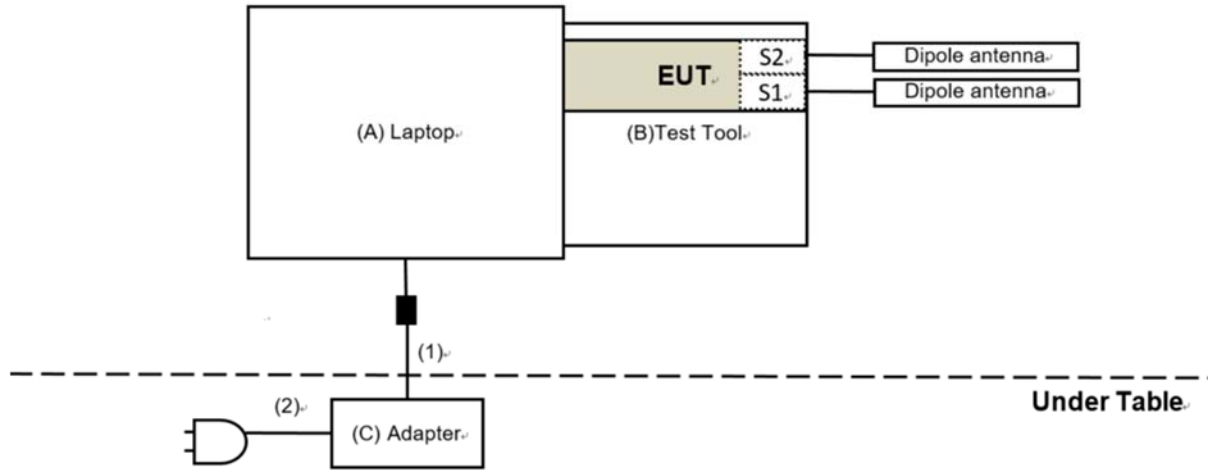 S2
Dipole antenna
EUT
S1
Dipole antenna
(A) Laptop
(B)Test Tool
(1)
Under Table
(2)
(C) Adapter